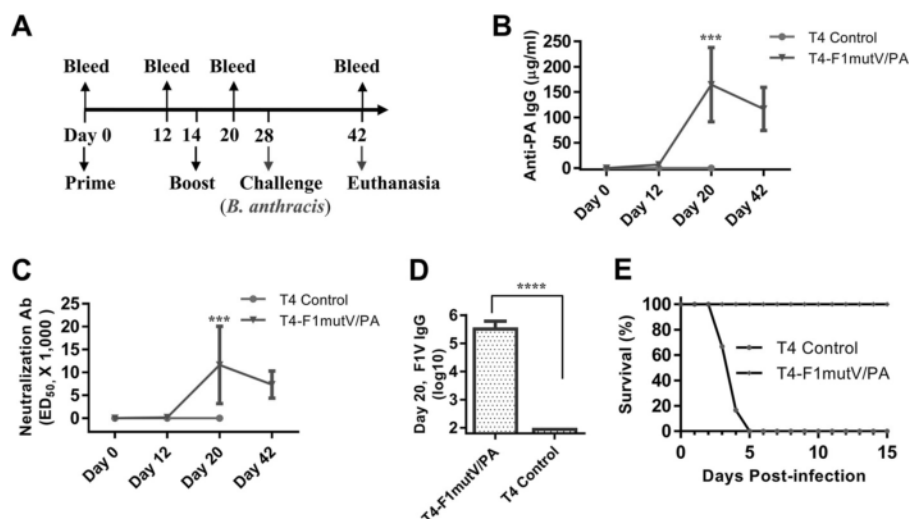 A
Bleed Bleed Bleed Bleed
Day 0 12 14 20 28 42
Prime Boost Challenge Euthanasia
(B. anthracis)
B
Anti-PA IgG (μg/ml)
250
200
150
100
50
0
***
T4 Control
T4-F1mutV/PA
Day 0 Day 12 Day 20 Day 42
C
Neutralization Ab
(ED50, X 1,000)
25
20
15
10
5
0
***
T4 Control
T4-F1mutV/PA
Day 0 Day 12 Day 20 Day 42
D
Day 20, F1V IgG
(log10)
6
5
4
3
2
****
T4-F1mutV/PA T4 Control
E
Survival (%)
100
80
60
40
20
0
T4 Control
T4-F1mutV/PA
0 5 10 15
Days Post-infection